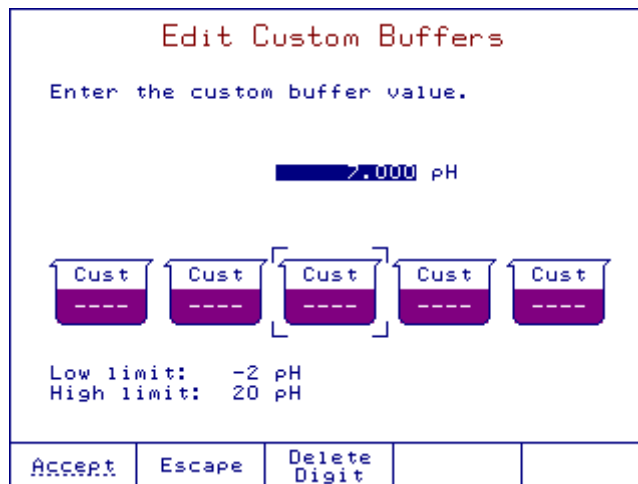 Edit Custom Buffers
Enter the custom buffer value.
7.000 pH
Cust Cust Cust Cust Cust
---- ---- ---- ---- ----
Low limit: -2 pH
High limit: 20 pH
Accept Escape Delete Digit